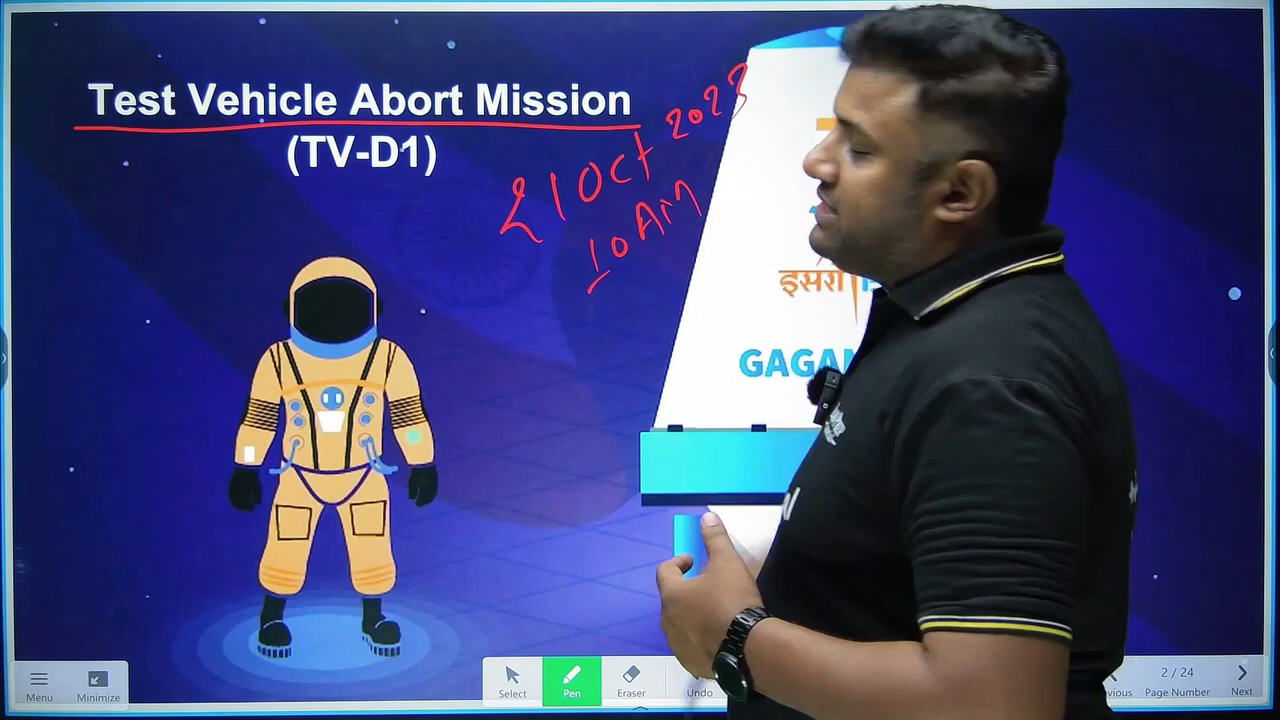 Test Vehicle Abort Mission
(TV-D1)
21 Oct 2023
10 AM
इसरो
GAGAN
Menu
Minimize
Select
Pen
Eraser
Undo
2 / 24
Page Number
Next